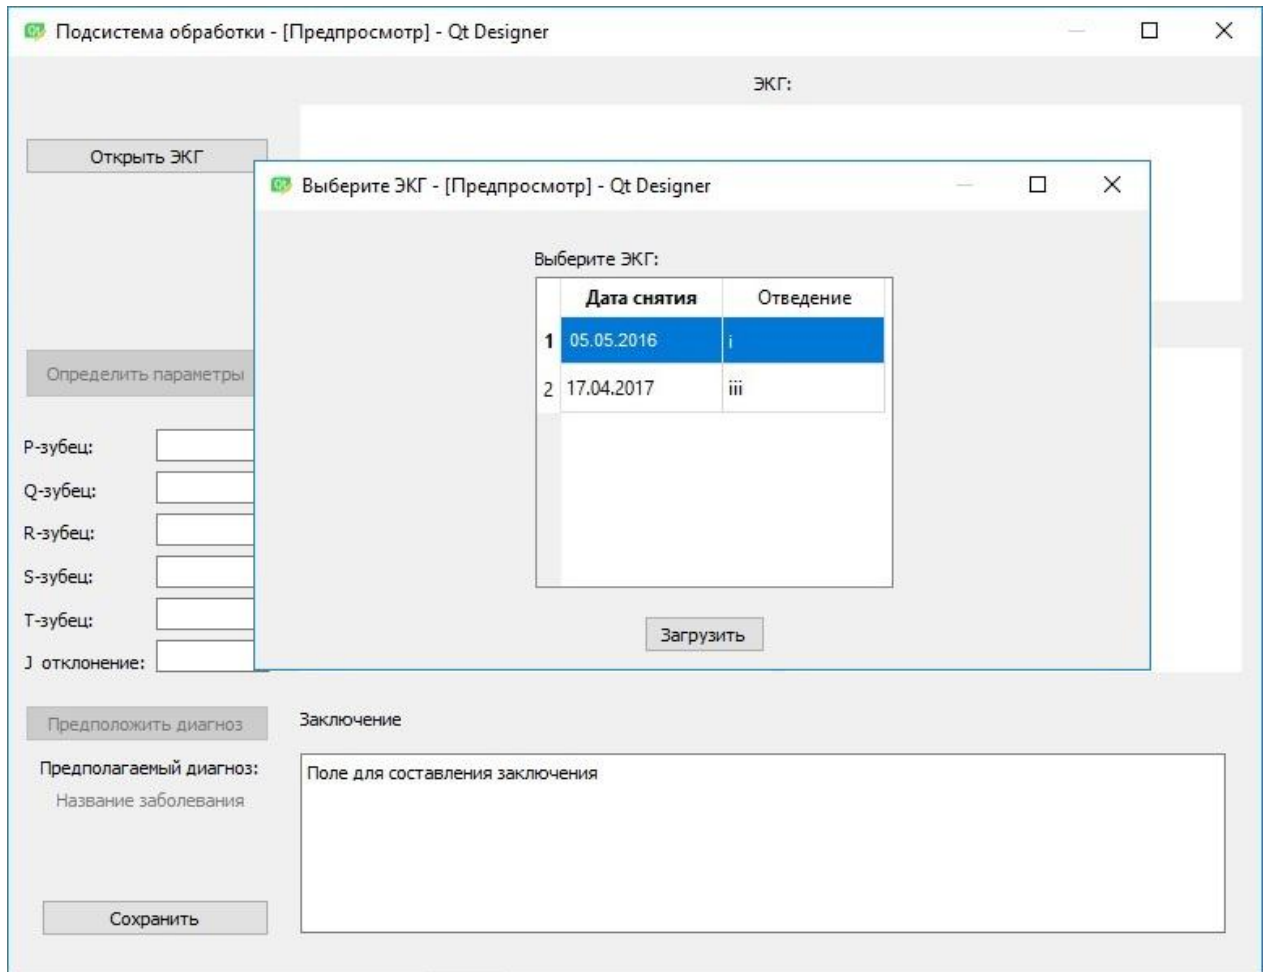 Подсистема обработки - [Предпросмотр] - Qt Designer
ЭКГ:
Открыть ЭКГ
Выберите ЭКГ - [Предпросмотр] - Qt Designer
Выберите ЭКГ:
Дата снятия Отведение
1 05.05.2016 i
2 17.04.2017 iii
Загрузить
Определить параметры
P-зубец:
Q-зубец:
R-зубец:
S-зубец:
T-зубец:
J отклонение:
Предположить диагноз
Предполагаемый диагноз:
Название заболевания
Заключение
Поле для составления заключения
Сохранить